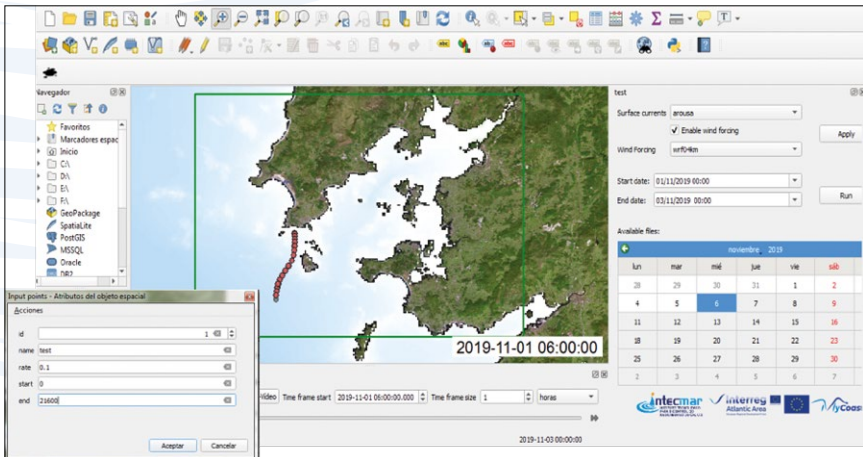 Navegador
Favoritos
Marcadores espac
Inicio
C:\
D:\
E:\
F:\
GeoPackage
SpatiaLite
PostGIS
MSSQL
Oracle
DB2
Input points - Atributos del objeto espacial
Acciones
id 1
name test
rate 0.1
start 0
end 21600
Aceptar Cancelar
2019-11-01 06:00:00
Vídeo Time frame start 2019-11-01 06:00:00.000 Time frame size 1 horas
2019-11-03 00:00:00
test
Surface currents arousa
Enable wind forcing
Apply
Wind Forcing wrf04km
Start date: 01/11/2019 00:00
End date: 03/11/2019 00:00
Run
Available files:
noviembre, 2019
lun mar mié jue vie sáb
28 29 30 31 1 2
4 5 6 7 8 9
11 12 13 14 15 16
18 19 20 21 22 23
25 26 27 28 29 30
2 3 4 5 6 7
intecmar
Interreg
Atlantic Area
MyCoast